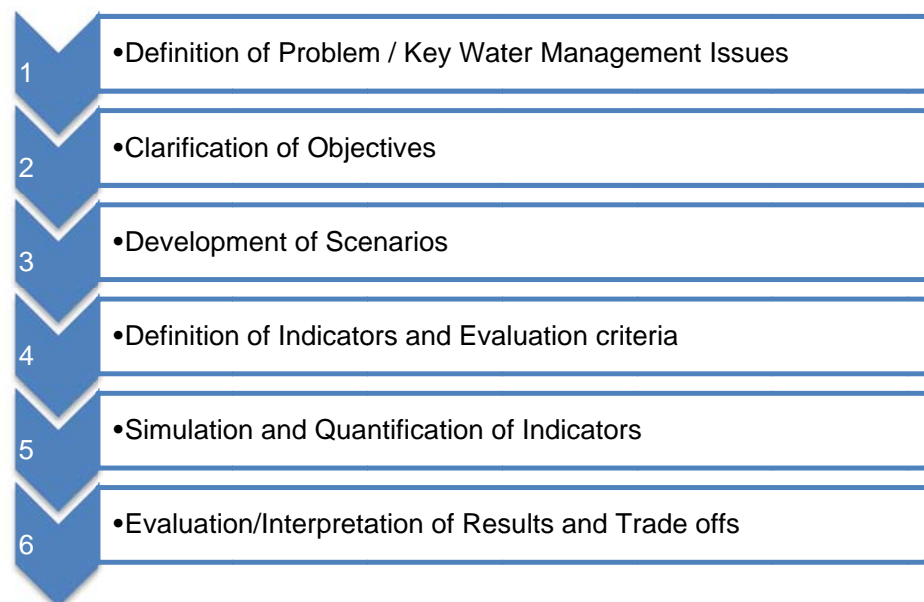 1 •Definition of Problem / Key Water Management Issues
2 •Clarification of Objectives
3 •Development of Scenarios
4 •Definition of Indicators and Evaluation criteria
5 •Simulation and Quantification of Indicators
6 •Evaluation/Interpretation of Results and Trade offs